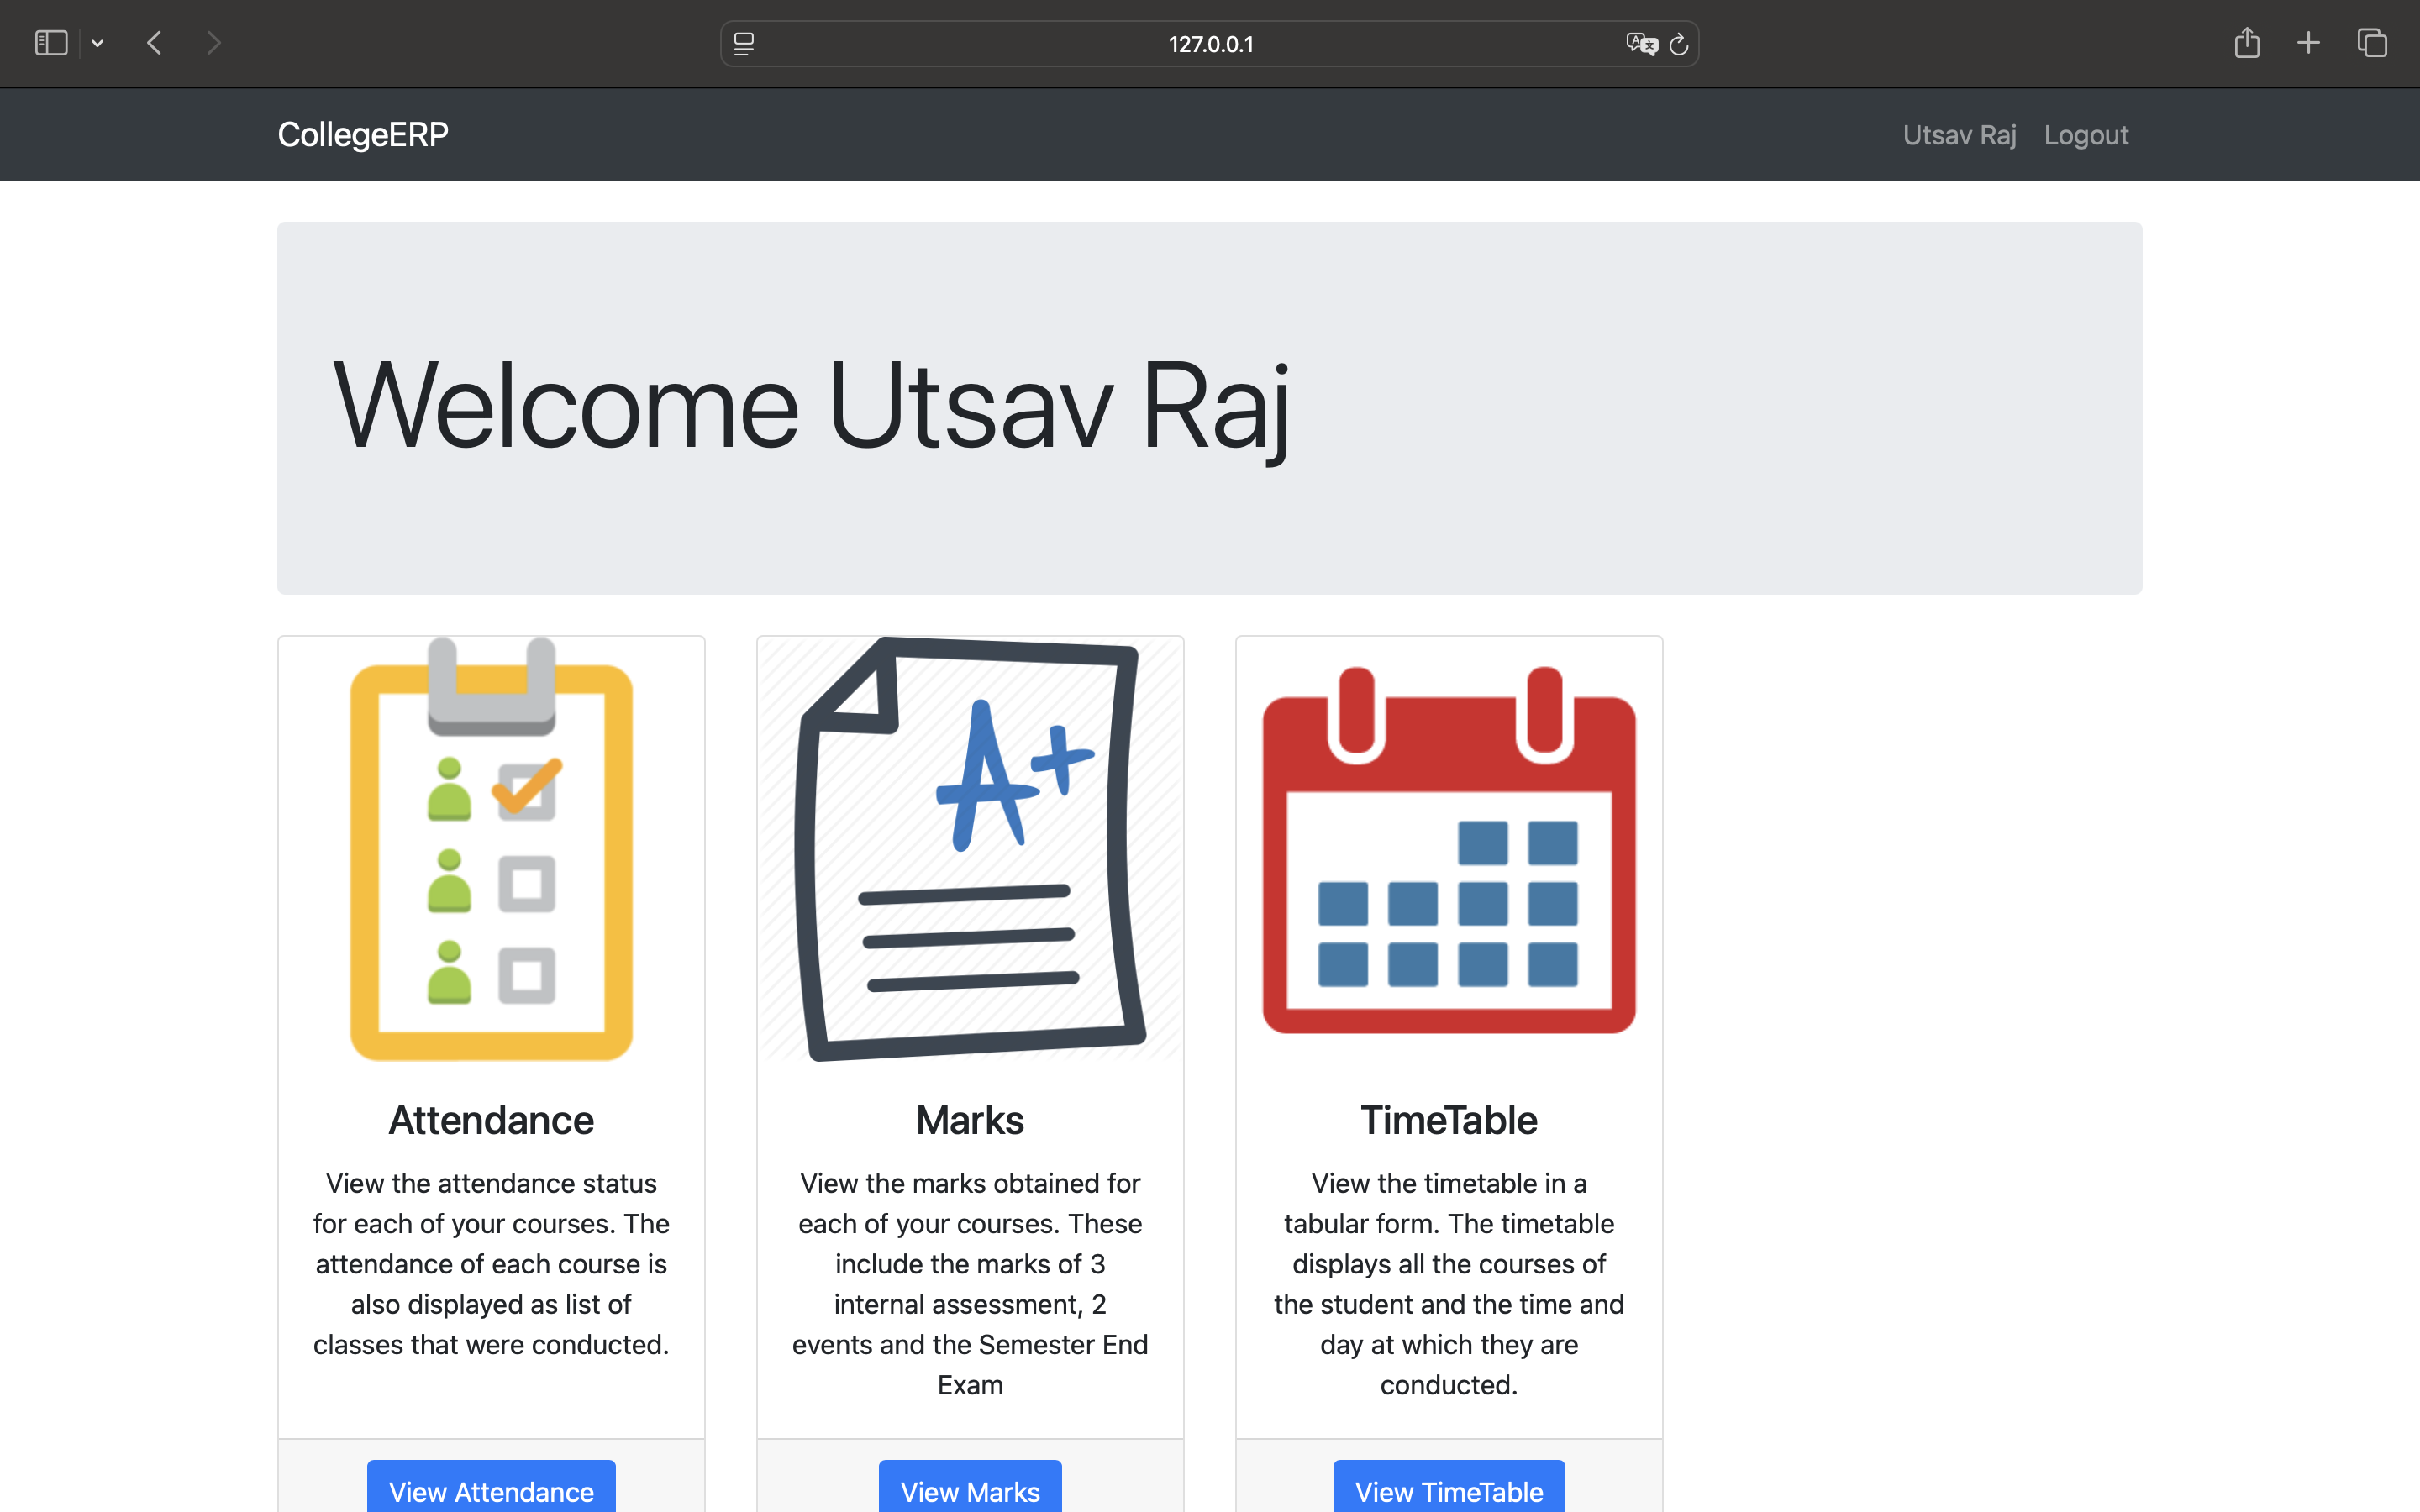 127.0.0.1
CollegeERP
Utsav Raj Logout
Welcome Utsav Raj
A+
Attendance
View the attendance status
for each of your courses. The
attendance of each course is
also displayed as list of
classes that were conducted.
View Attendance
Marks
View the marks obtained for
each of your courses. These
include the marks of 3
internal assessment, 2
events and the Semester End
Exam
View Marks
TimeTable
View the timetable in a
tabular form. The timetable
displays all the courses of
the student and the time and
day at which they are
conducted.
View TimeTable